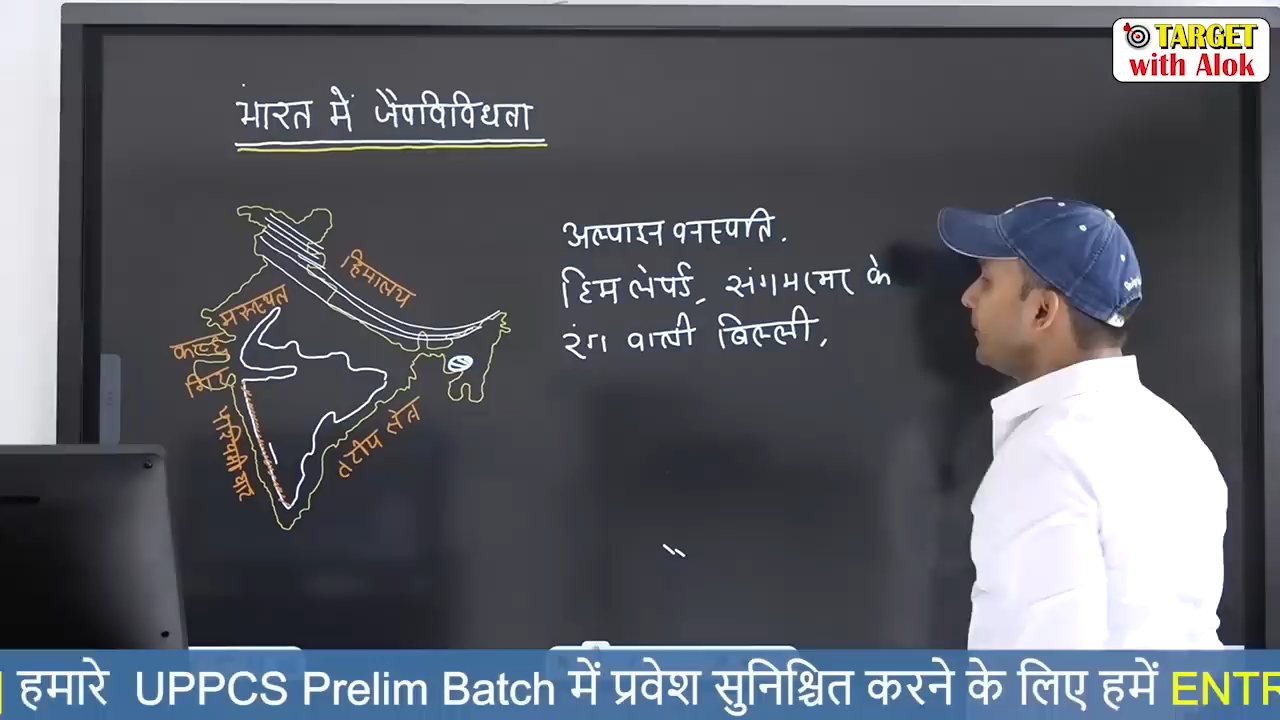 TARGET
with Alok
भारत में जैवविविधता
अल्पाइन वनस्पति.
हिम लेपर्ड, संगमरमर के
रंग वाली बिल्ली,
हिमालय
मरुस्थल
कच्छ
गिर
पश्चिमी घाट
तटीय क्षेत्र
हमारे UPPCS Prelim Batch में प्रवेश सुनिश्चित करने के लिए हमें ENTR